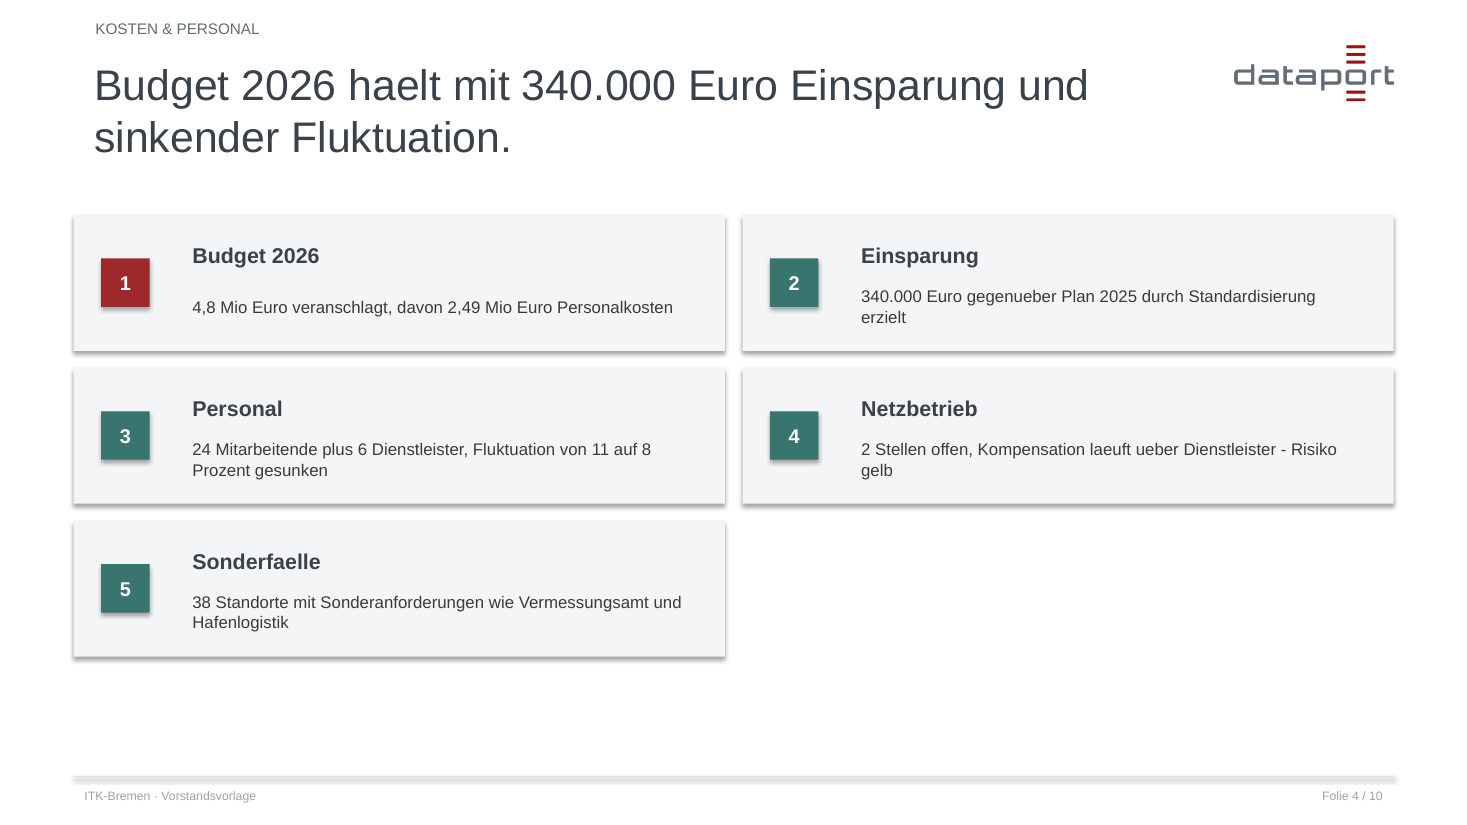 KOSTEN & PERSONAL
Budget 2026 haelt mit 340.000 Euro Einsparung und
sinkender Fluktuation.
dataport
1
Budget 2026
4,8 Mio Euro veranschlagt, davon 2,49 Mio Euro Personalkosten
2
Einsparung
340.000 Euro gegenueber Plan 2025 durch Standardisierung
erzielt
3
Personal
24 Mitarbeitende plus 6 Dienstleister, Fluktuation von 11 auf 8
Prozent gesunken
4
Netzbetrieb
2 Stellen offen, Kompensation laeuft ueber Dienstleister - Risiko
gelb
5
Sonderfaelle
38 Standorte mit Sonderanforderungen wie Vermessungsamt und
Hafenlogistik
ITK-Bremen · Vorstandsvorlage
Folie 4 / 10